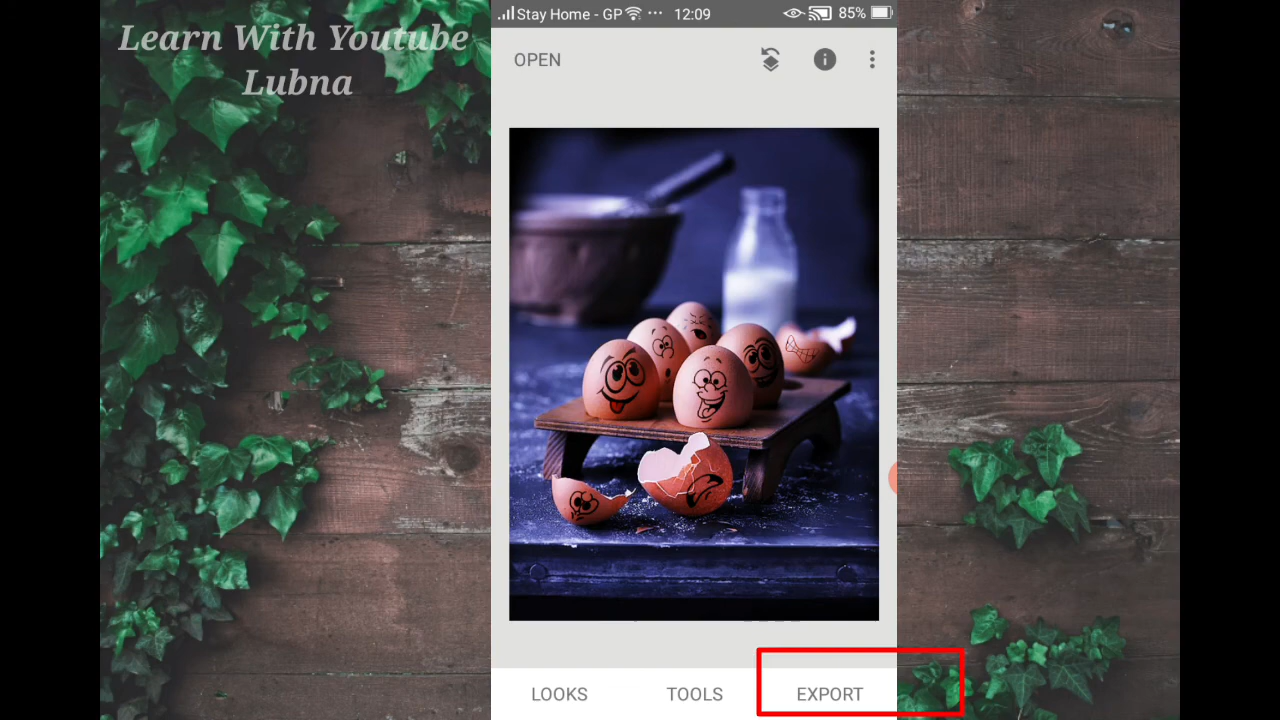 Learn With Youtube
Lubna
Stay Home - GP ... 12:09 85%
OPEN
LOOKS TOOLS EXPORT